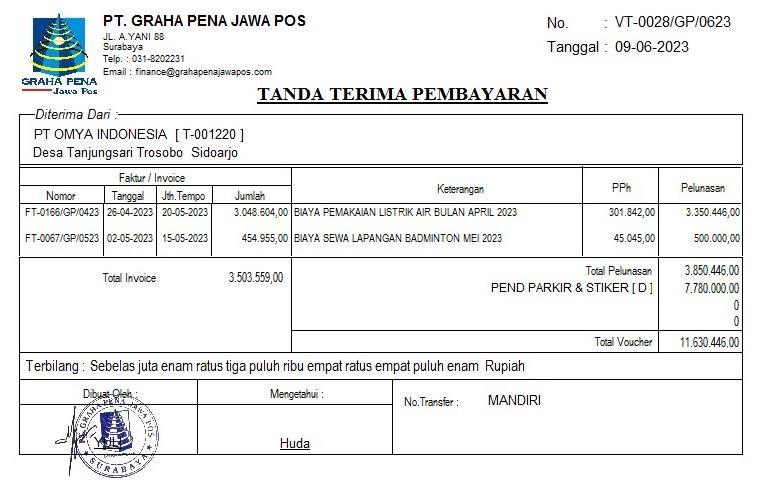 PT. GRAHA PENA JAWA POS
JL. A.YANI 88
Surabaya
Telp. : 031-8202231
Email : finance@grahapenajawapos.com
GRAHA PENA
Jawa Pos
No. : VT-0028/GP/0623
Tanggal : 09-06-2023
TANDA TERIMA PEMBAYARAN
Diterima Dari :
PT OMYA INDONESIA [ T-001220 ]
Desa Tanjungsari Trosobo Sidoarjo
Faktur / Invoice
Nomor Tanggal Jth.Tempo Jumlah Keterangan PPh Pelunasan
FT-0166/GP/0423 26-04-2023 20-05-2023 3.048.604,00 BIAYA PEMAKAIAN LISTRIK AIR BULAN APRIL 2023 301.842,00 3.350.446,00
FT-0067/GP/0523 02-05-2023 15-05-2023 454.955,00 BIAYA SEWA LAPANGAN BADMINTON MEI 2023 45.045,00 500.000,00
Total Invoice 3.503.559,00
Total Pelunasan 3.850.446,00
PEND PARKIR & STIKER [ D ] 7.780.000,00
0
0
Total Voucher 11.630.446,00
Terbilang : Sebelas juta enam ratus tiga puluh ribu empat ratus empat puluh enam Rupiah
Dibuat Oleh : Mengetahui : No.Transfer : MANDIRI
PT. GRAHA PENA JAWA POS
YULI
SURABAYA
Huda